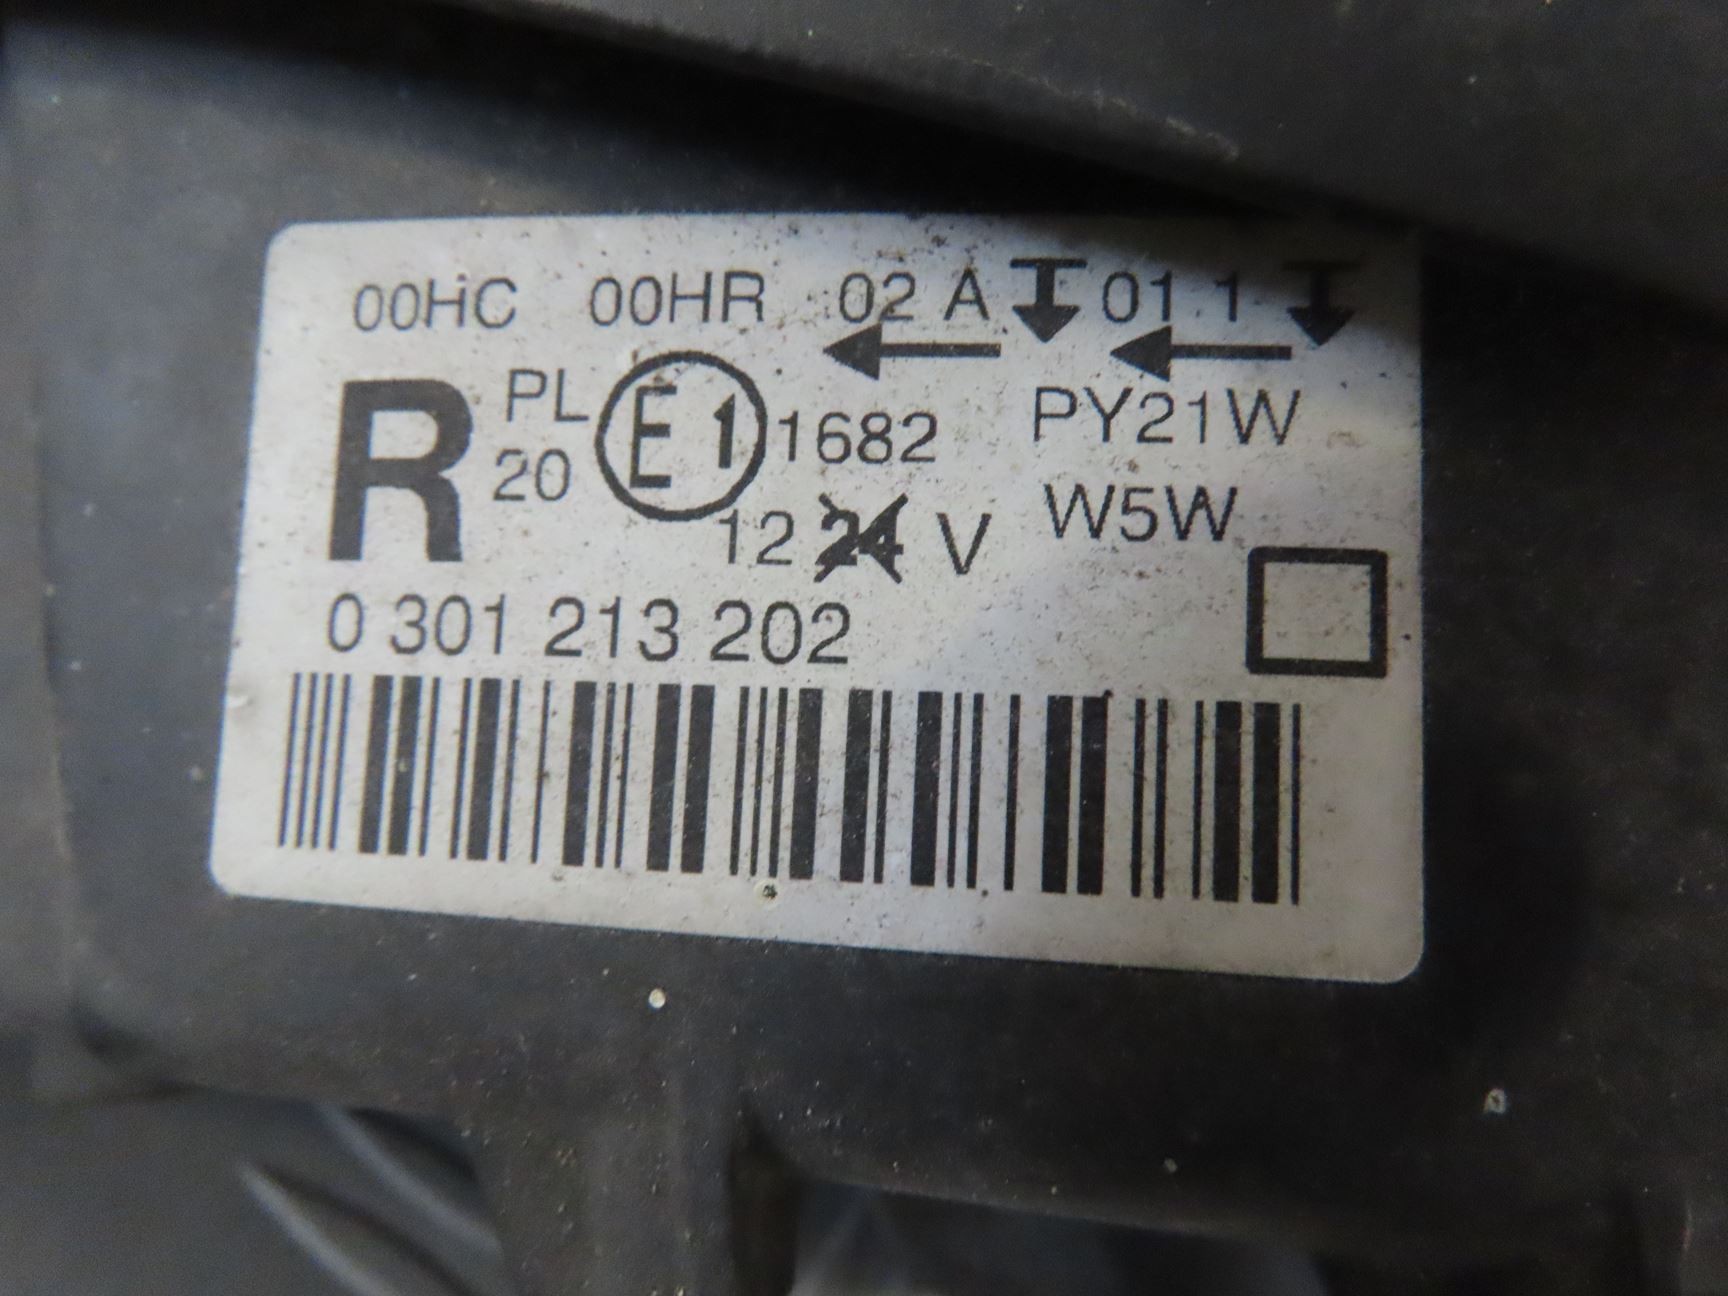 00HC 00HR 02 A 01 1
R PL E1 1682 PY21W
20 12 24 V W5W
0 301 213 202